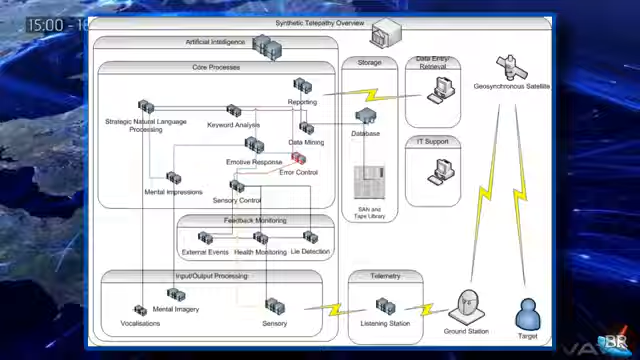 15:00 - 1
Synthetic Telepathy Overview
Artificial Intelligence
Core Processes
Reporting
Strategic Natural Language
Processing
Keyword Analysis
Data Mining
Emotive Response
Error Control
Mental Impressions
Sensory Control
Feedback Monitoring
External Events
Health Monitoring
Lie Detection
Input/Output Processing
Mental Imagery
Vocalisations
Sensory
Storage
Database
SAN and
Tape Library
Data Entry/
Retrieval
IT Support
Telemetry
Listening Station
Geosynchronous Satellite
Ground Station
Target
BR